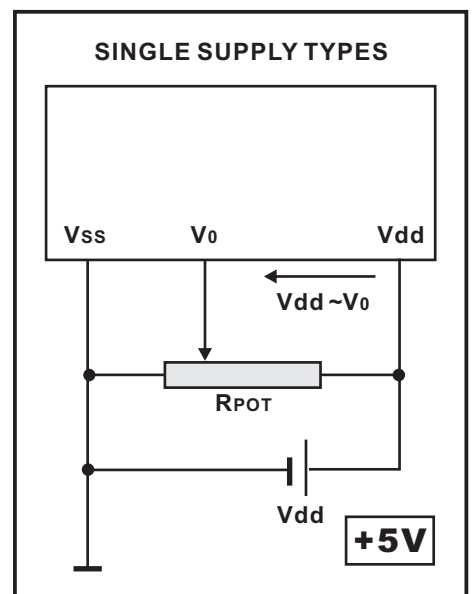 SINGLE SUPPLY TYPES
VSS V0 Vdd
Vdd ~V0
RPOT
Vdd
+5V